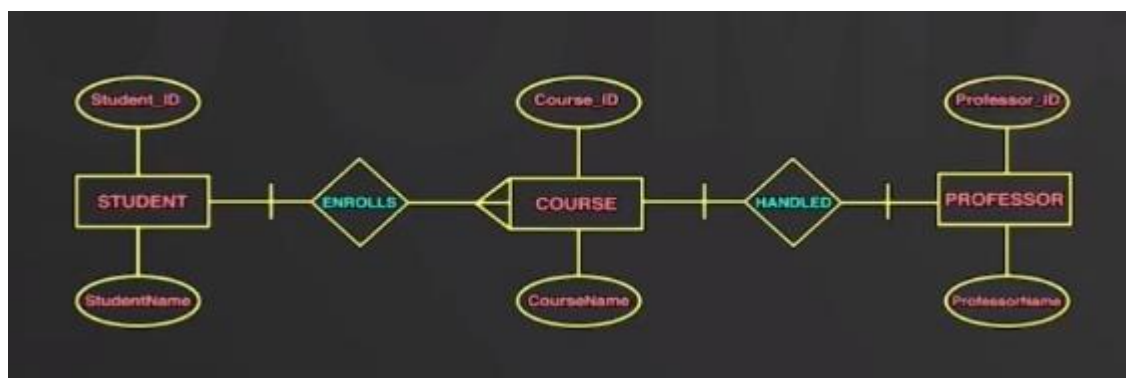 Student_ID
Course_ID
Professor_ID
STUDENT
ENROLLS
COURSE
HANDLED
PROFESSOR
StudentName
CourseName
ProfessorName